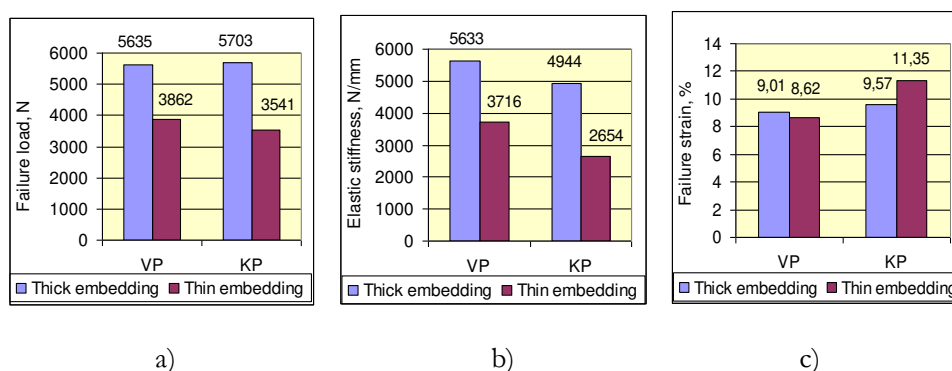 Failure load, N
6000
5000
4000
3000
2000
1000
0
5635
5703
3862
3541
VP
KP
Thick embedding
Thin embedding
a)
Elastic stiffness, N/mm
6000
5000
4000
3000
2000
1000
0
5633
4944
3716
2654
VP
KP
Thick embedding
Thin embedding
b)
Failure strain, %
14
12
10
8
6
4
2
0
9,01
8,62
9,57
11,35
VP
KP
Thick embedding
Thin embedding
c)